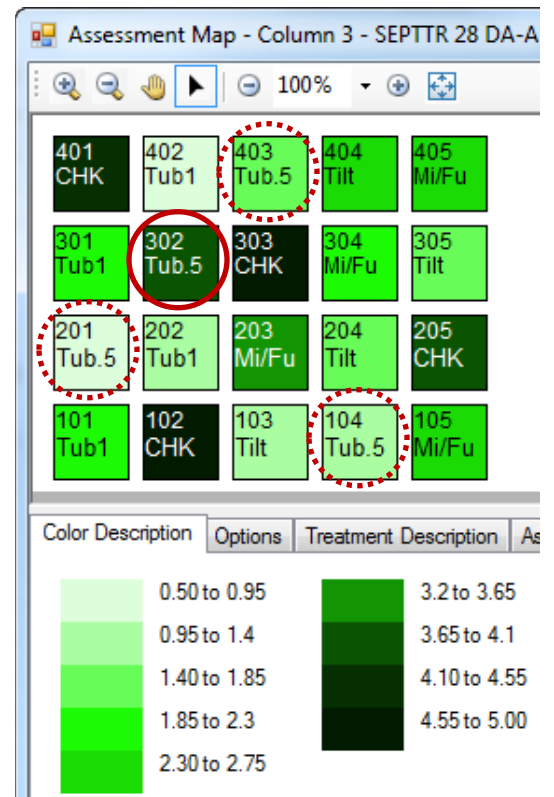 Assessment Map - Column 3 - SEPTTR 28 DA-A
100%
401 402 403 404 405
CHK Tub1 Tub.5 Tilt Mi/Fu
301 302 303 304 305
Tub1 Tub.5 CHK Mi/Fu Tilt
201 202 203 204 205
Tub.5 Tub1 Mi/Fu Tilt CHK
101 102 103 104 105
Tub1 CHK Tilt Tub.5 Mi/Fu
Color Description Options Treatment Description As
0.50 to 0.95 3.2 to 3.65
0.95 to 1.4 3.65 to 4.1
1.40 to 1.85 4.10 to 4.55
1.85 to 2.3 4.55 to 5.00
2.30 to 2.75